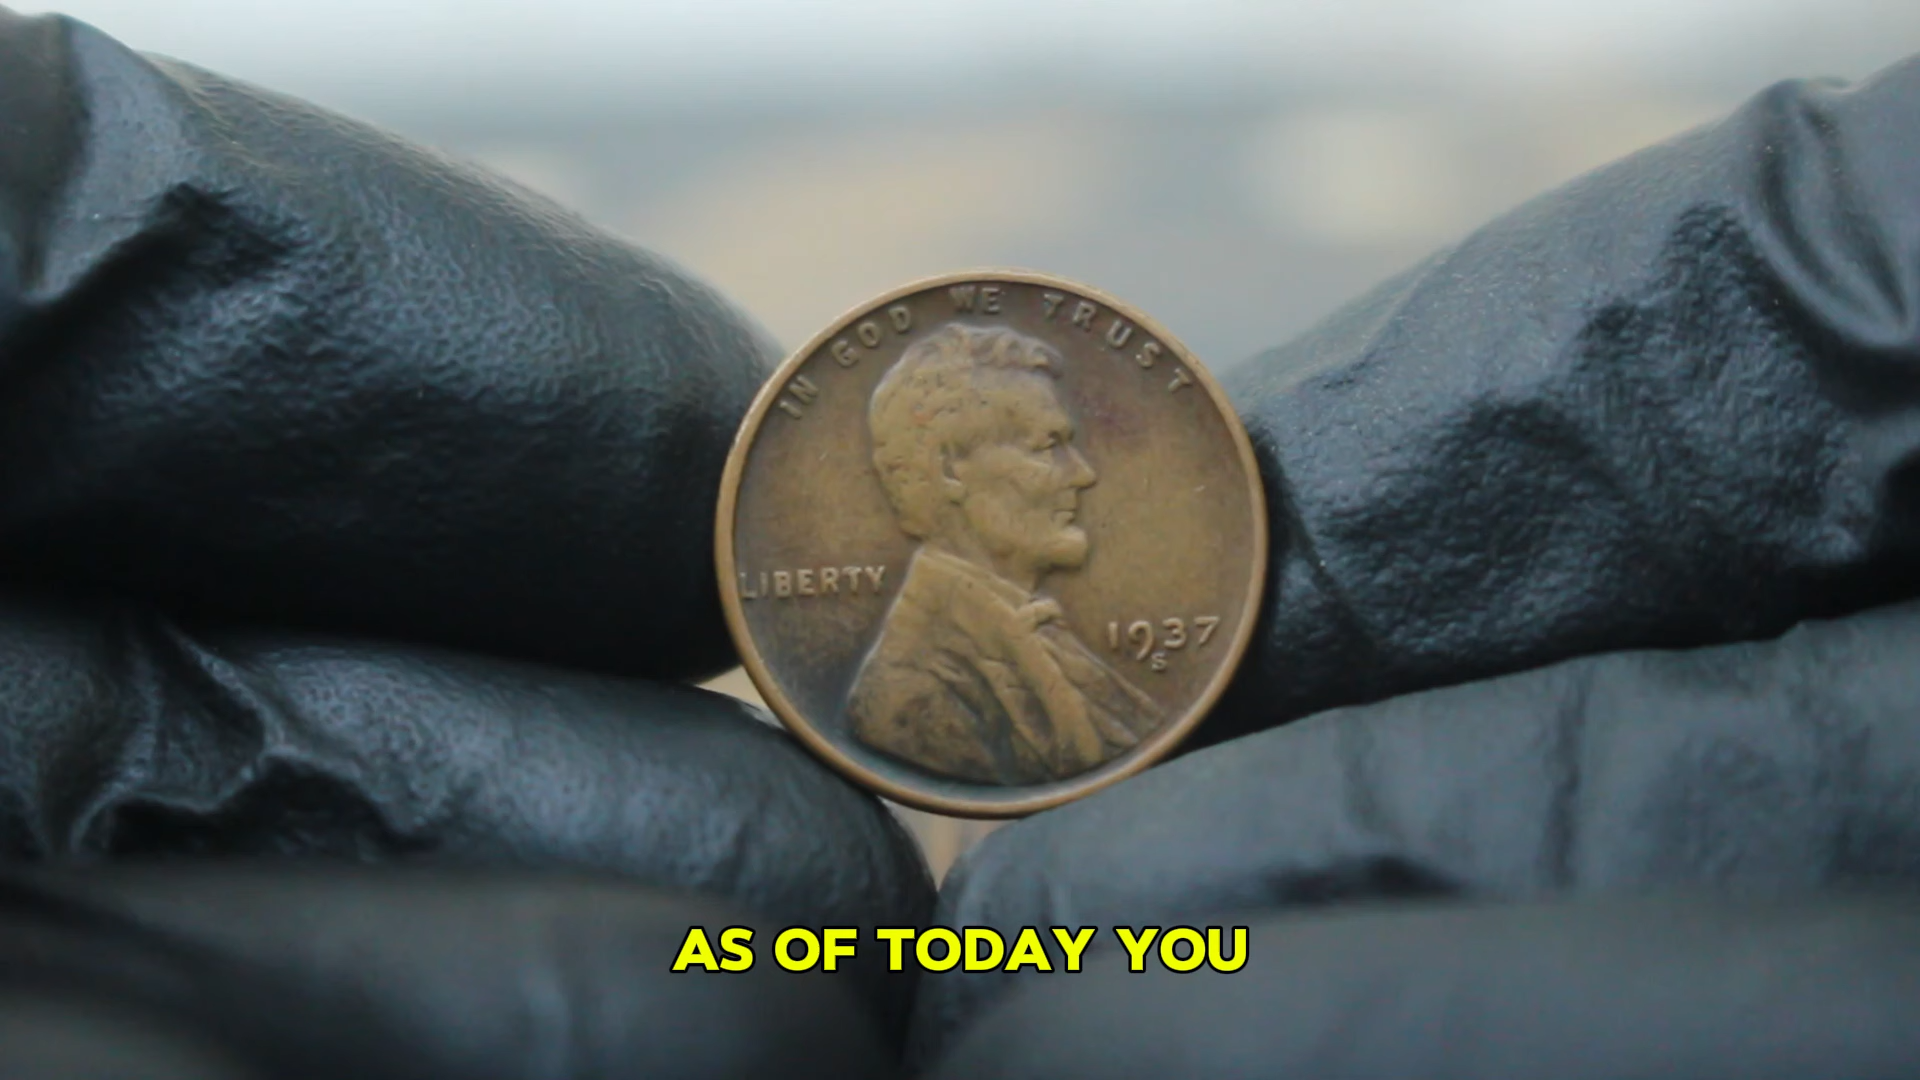 IN GOD WE TRUST
LIBERTY
1937
S
AS OF TODAY YOU